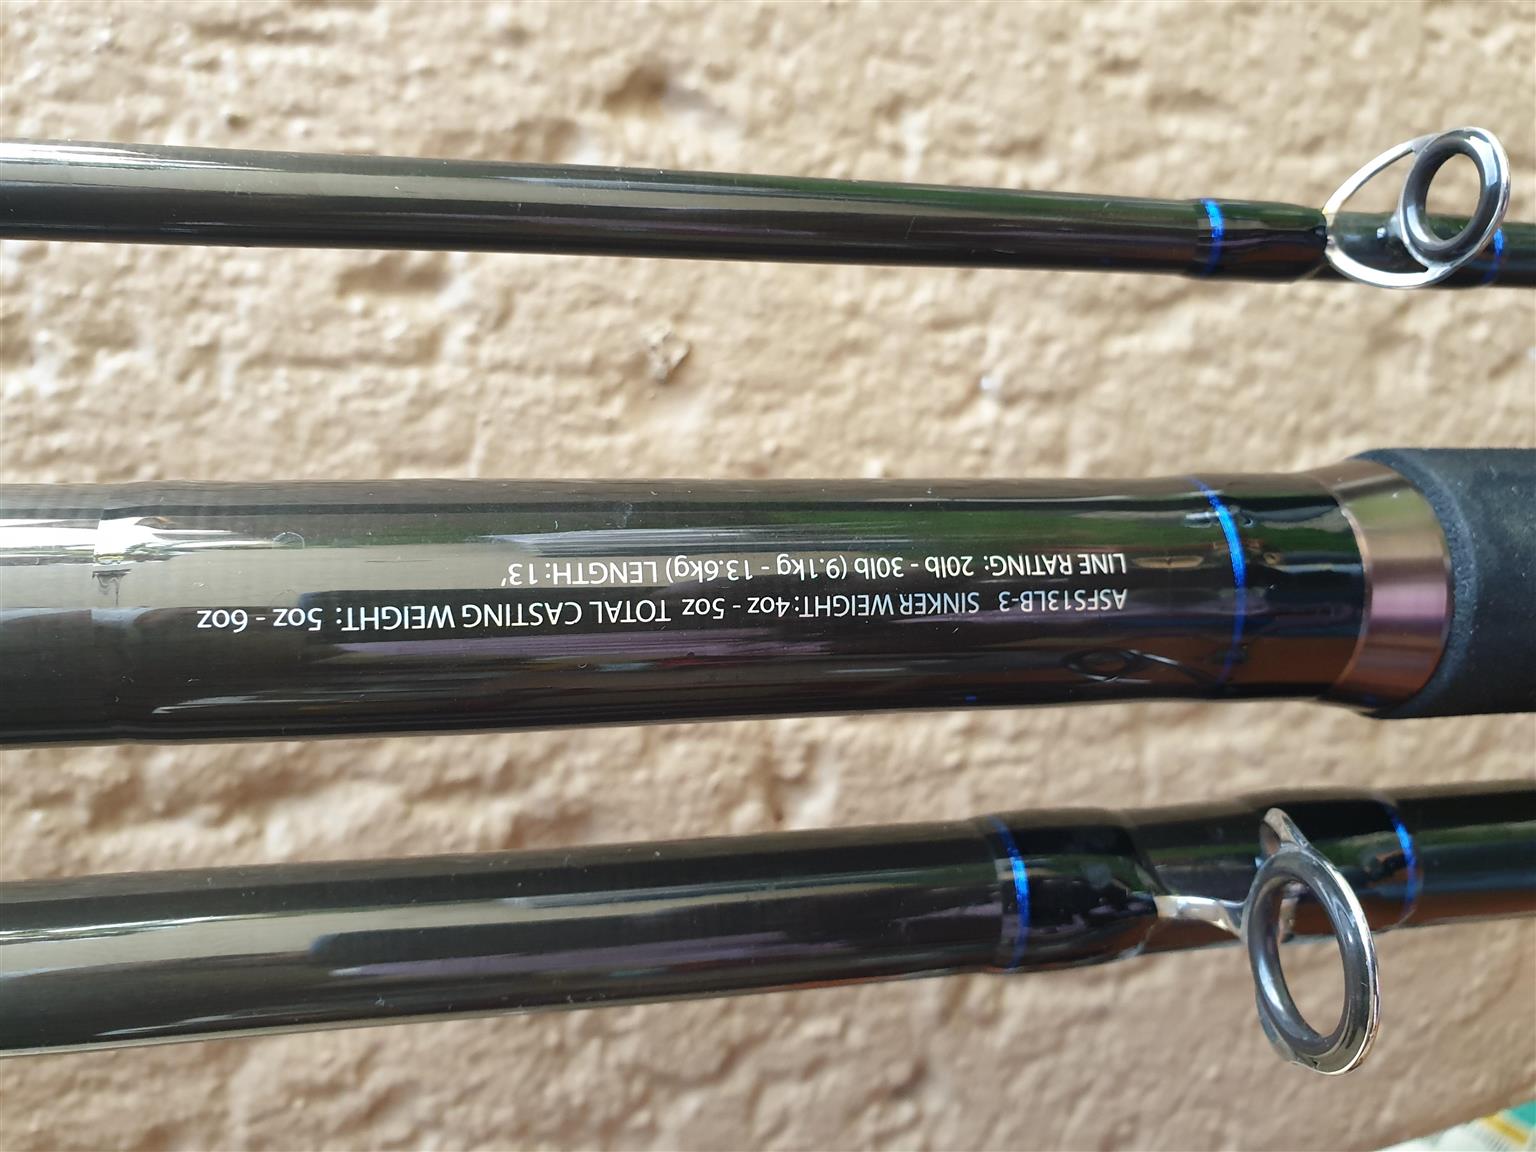 ASFS13LB-3 SINKER WEIGHT: 4oz - 5oz TOTAL CASTING WEIGHT: 5oz - 6oz
LINE RATING: 20lb - 30lb (9.1kg - 13.6kg) LENGTH: 13'